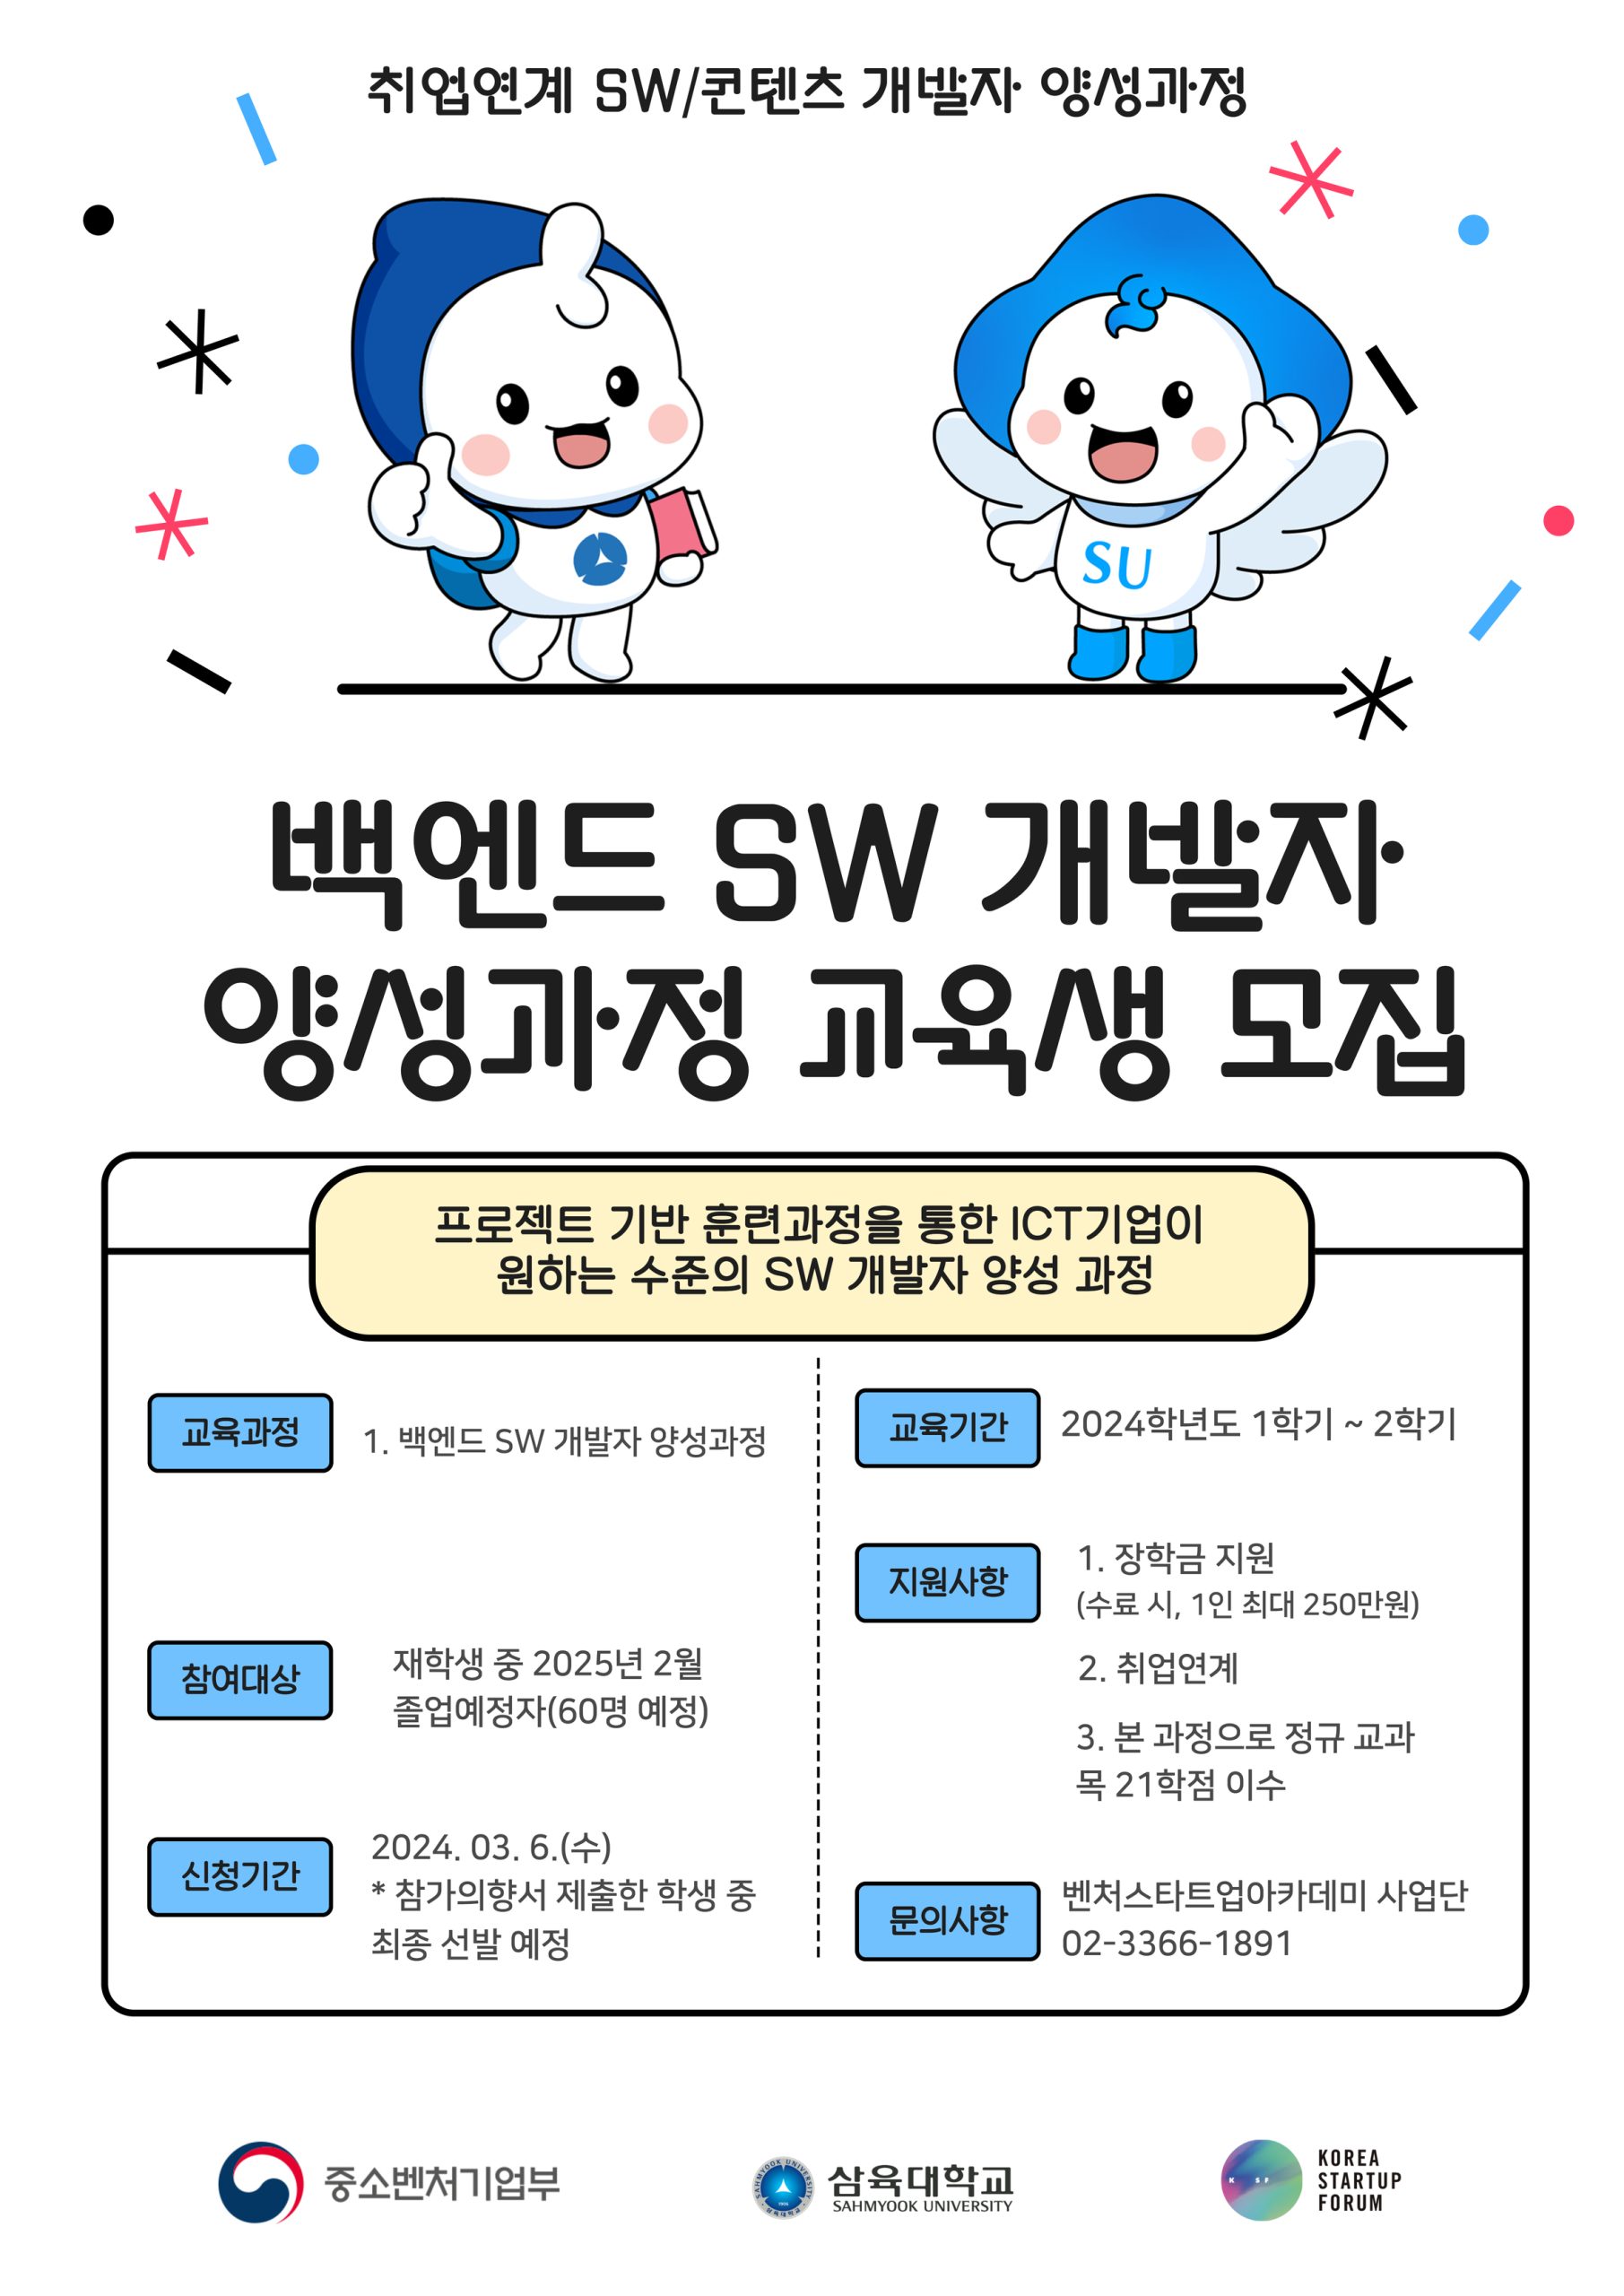 취업연계 SW/콘텐츠 개발자 양성과정
SU
백엔드 SW 개발자
양성과정 교육생 모집
프로젝트 기반 훈련과정을 통한 ICT기업이
원하는 수준의 SW 개발자 양성 과정
교육과정
1. 백엔드 SW 개발자 양성과정
참여대상
재학생 중 2025년 2월
졸업예정자(60명 예정)
신청기간
2024. 03. 6.(수)
* 참가의향서 제출한 학생 중
최종 선발 예정
교육기간
2024학년도 1학기 ~ 2학기
지원사항
1. 장학금 지원
(수료 시, 1인 최대 250만원)
2. 취업연계
3. 본 과정으로 정규 교과
목 21학점 이수
문의사항
벤처스타트업아카데미 사업단
02-3366-1891
중소벤처기업부
SAHMYOOK UNIVERSITY
삼육대학교
삼육대학교
SAHMYOOK UNIVERSITY
K SF
KOREA
STARTUP
FORUM